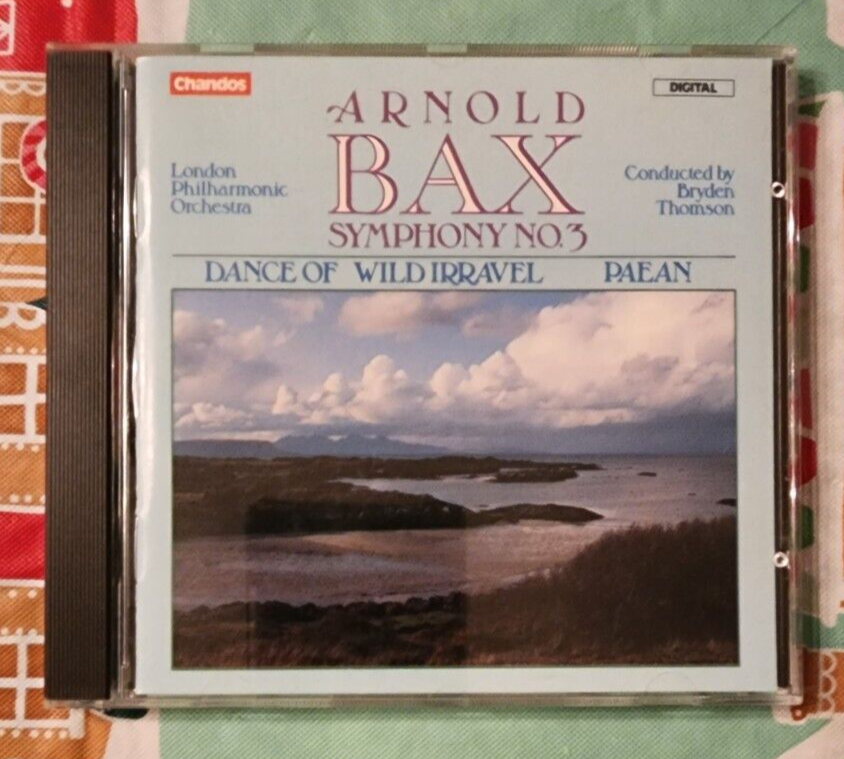 Chandos
DIGITAL
ARNOLD
BAX
SYMPHONY NO.3
London
Philharmonic
Orchestra
Conducted by
Bryden
Thomson
DANCE OF WILD IRRAVEL PAEAN